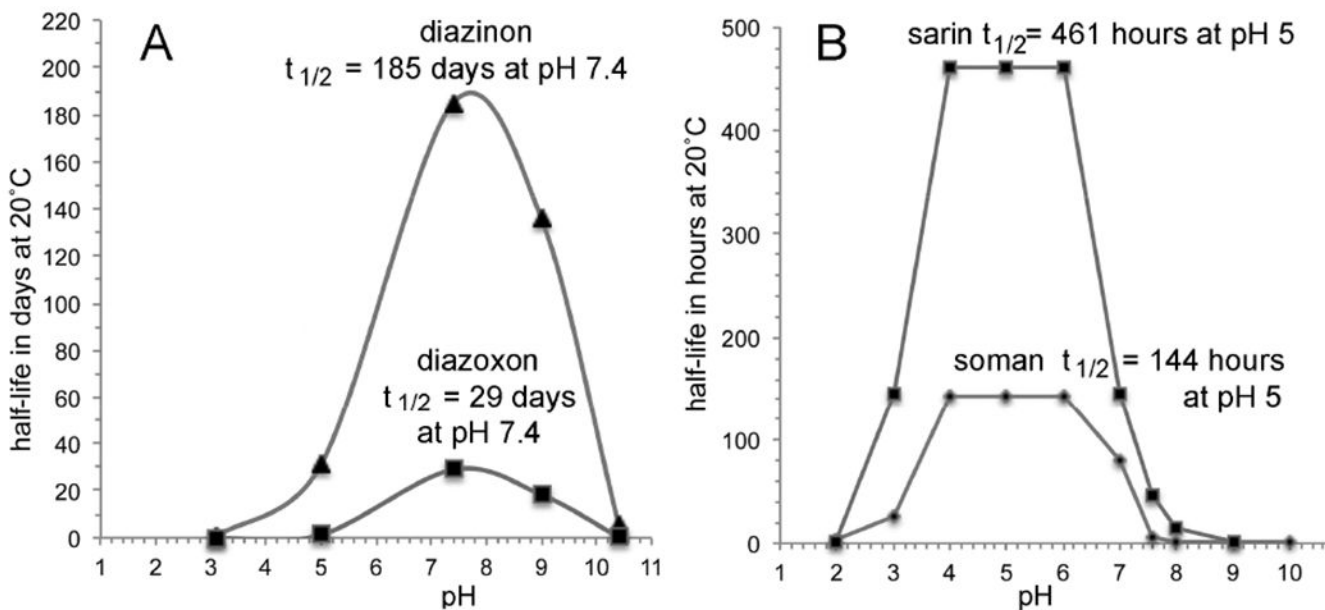 A
diazinon
t 1/2 = 185 days at pH 7.4
diazoxon
t 1/2 = 29 days
at pH 7.4
half-life in days at 20˚C
220
200
180
160
140
120
100
80
60
40
20
0
1 2 3 4 5 6 7 8 9 10 11
pH
B
sarin t1/2= 461 hours at pH 5
soman t 1/2 = 144 hours
at pH 5
half-life in hours at 20˚C
500
400
300
200
100
0
1 2 3 4 5 6 7 8 9 10
pH